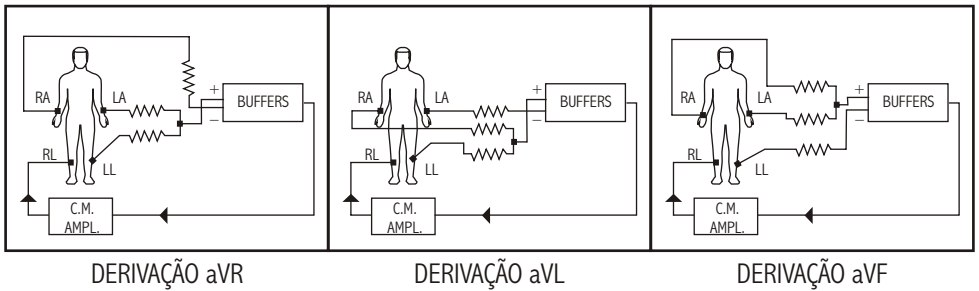 RA
LA
+
−
BUFFERS
RL
LL
C.M.
AMPL.
DERIVAÇÃO aVR
RA
LA
+
−
BUFFERS
RL
LL
C.M.
AMPL.
DERIVAÇÃO aVL
RA
LA
+
−
BUFFERS
RL
LL
C.M.
AMPL.
DERIVAÇÃO aVF